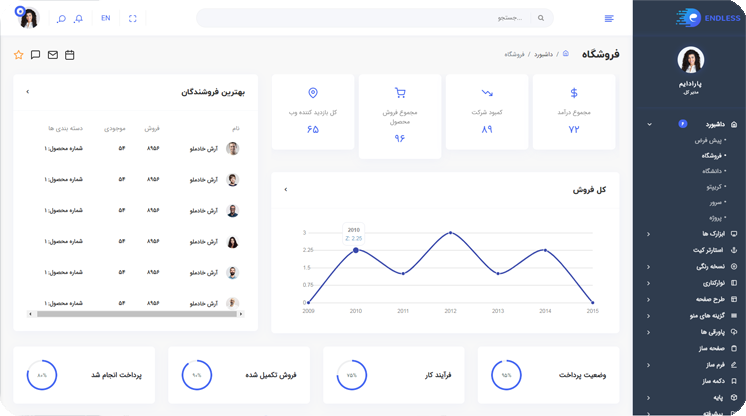 ENDLESS
پارادایم
مدیر کل
داشبورد ۶
پیش فرض
فروشگاه
دانشگاه
کریپتو
سرور
پروژه
ابزارک ها
استارتر کیت
نسخه رنگی
نوارکناری
طرح صفحه
گزینه های منو
پاورقی ها
صفحه ساز
فرم ساز
دکمه ساز
پایه
پیشرفته
جستجو...
EN
فروشگاه
داشبورد / فروشگاه
مجموع درآمد
۷۲
کمبود شرکت
۸۹
مجموع فروش
محصول
۹۶
کل بازدید کننده وب
۶۵
کل فروش
3
2.25
1.5
0.75
0
2010
Z: 2.25
2009 2010 2011 2012 2013 2014 2015
بهترین فروشندگان
نام فروش موجودی دسته بندی ها
آرش خادملو ۸۹۵۶ ۵۴ شماره محصول: ۱
آرش خادملو ۸۹۵۶ ۵۴ شماره محصول: ۱
آرش خادملو ۸۹۵۶ ۵۴ شماره محصول: ۱
آرش خادملو ۸۹۵۶ ۵۴ شماره محصول: ۱
آرش خادملو ۸۹۵۶ ۵۴ شماره محصول: ۱
آرش خادملو ۸۹۵۶ ۵۴ شماره محصول: ۱
وضعیت پرداخت
۹۵%
فرآیند کار
۷۵%
فروش تکمیل شده
۹۰%
پرداخت انجام شد
۸۰%